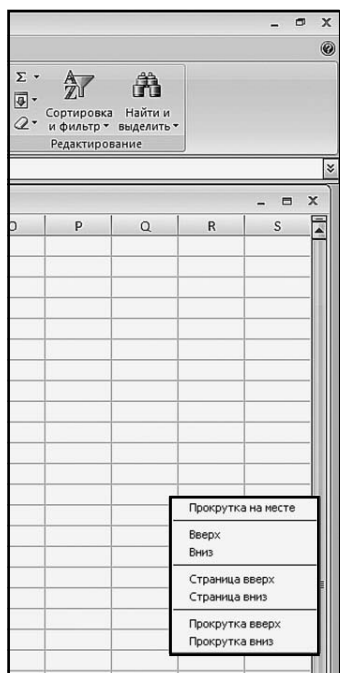 Σ
Сортировка и фильтр
Найти и выделить
Редактирование
O P Q R S
Прокрутка на месте
Вверх
Вниз
Страница вверх
Страница вниз
Прокрутка вверх
Прокрутка вниз